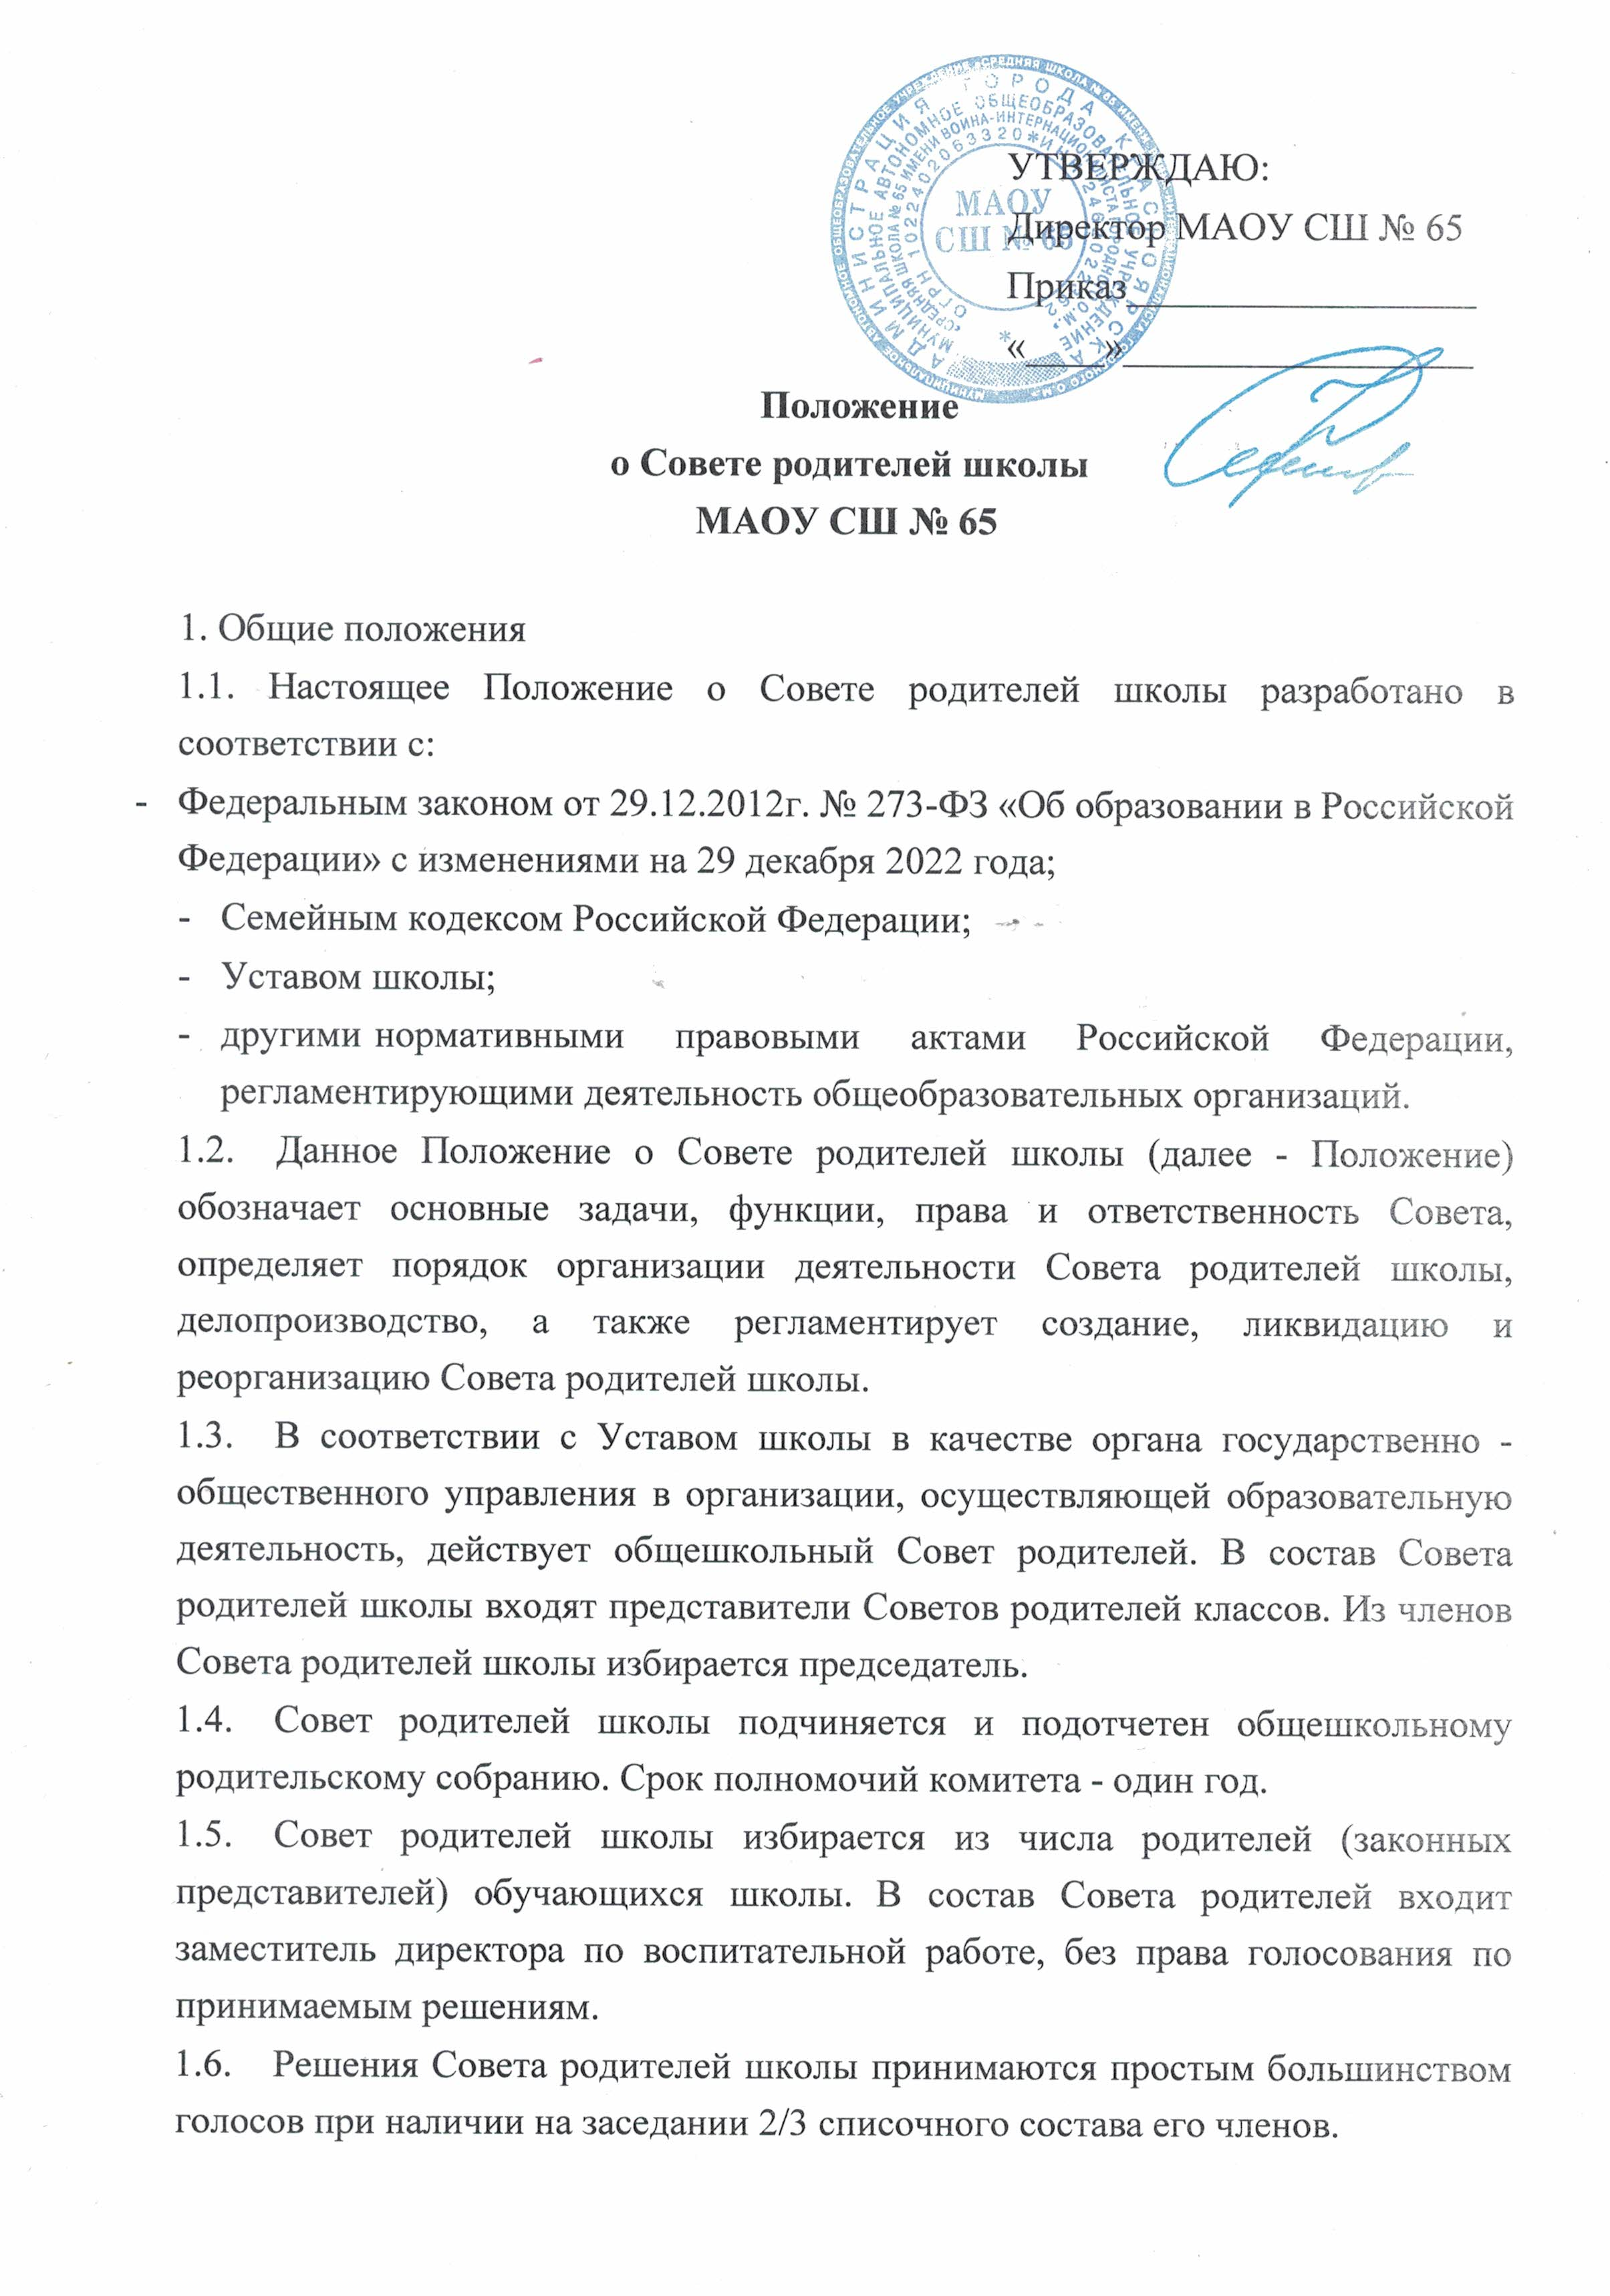 УТВЕРЖДАЮ:
Директор МАОУ СШ № 65
Приказ__________________
«____»__________________
МАОУ
СШ № 65
АДМИНИСТРАЦИЯ ГОРОДА КРАСНОЯРСКА
Положение
о Совете родителей школы
МАОУ СШ № 65
1. Общие положения
1.1. Настоящее Положение о Совете родителей школы разработано в
соответствии с:
- Федеральным законом от 29.12.2012г. № 273-ФЗ «Об образовании в Российской
Федерации» с изменениями на 29 декабря 2022 года;
- Семейным кодексом Российской Федерации;
- Уставом школы;
- другими нормативными правовыми актами Российской Федерации,
регламентирующими деятельность общеобразовательных организаций.
1.2. Данное Положение о Совете родителей школы (далее - Положение)
обозначает основные задачи, функции, права и ответственность Совета,
определяет порядок организации деятельности Совета родителей школы,
делопроизводство, а также регламентирует создание, ликвидацию и
реорганизацию Совета родителей школы.
1.3. В соответствии с Уставом школы в качестве органа государственно -
общественного управления в организации, осуществляющей образовательную
деятельность, действует общешкольный Совет родителей. В состав Совета
родителей школы входят представители Советов родителей классов. Из членов
Совета родителей школы избирается председатель.
1.4. Совет родителей школы подчиняется и подотчетен общешкольному
родительскому собранию. Срок полномочий комитета - один год.
1.5. Совет родителей школы избирается из числа родителей (законных
представителей) обучающихся школы. В состав Совета родителей входит
заместитель директора по воспитательной работе, без права голосования по
принимаемым решениям.
1.6. Решения Совета родителей школы принимаются простым большинством
голосов при наличии на заседании 2/3 списочного состава его членов.